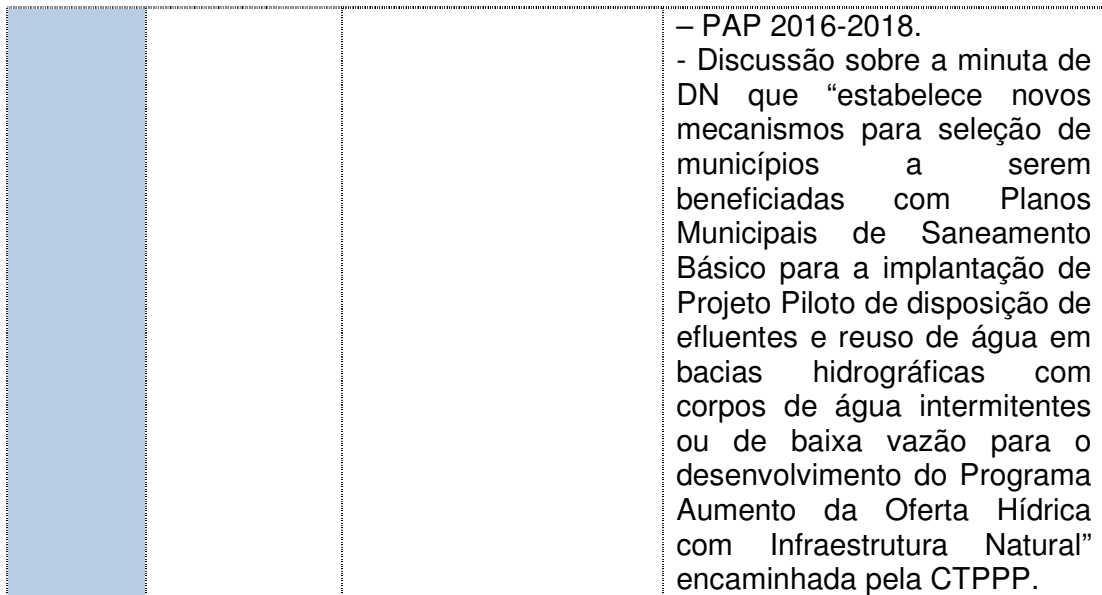 – PAP 2016-2018.
- Discussão sobre a minuta de
DN que “estabelece novos
mecanismos para seleção de
municípios a serem
beneficiadas com Planos
Municipais de Saneamento
Básico para a implantação de
Projeto Piloto de disposição de
efluentes e reuso de água em
bacias hidrográficas com
corpos de água intermitentes
ou de baixa vazão para o
desenvolvimento do Programa
Aumento da Oferta Hídrica
com Infraestrutura Natural”
encaminhada pela CTPPP.